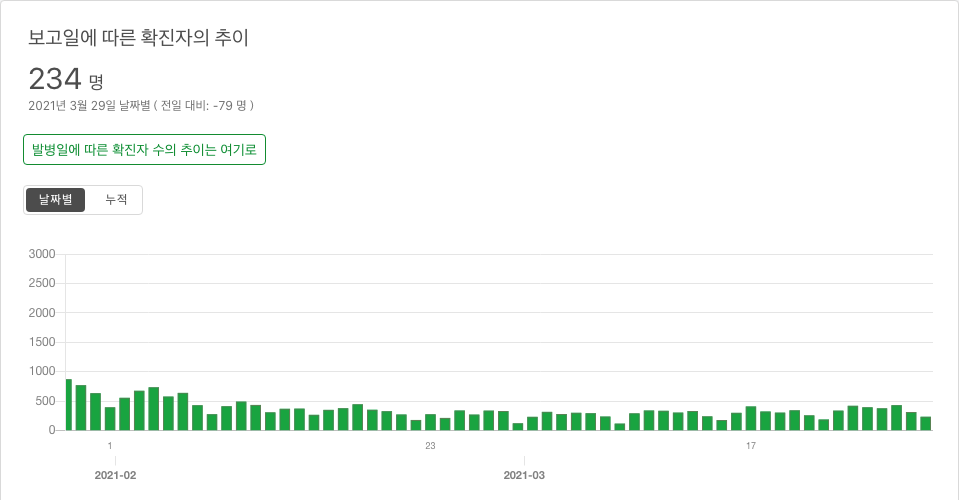 보고일에 따른 확진자의 추이
234 명
2021년 3월 29일 날짜별 ( 전일 대비: -79 명 )
발병일에 따른 확진자 수의 추이는 여기로
날짜별 누적
3000
2500
2000
1500
1000
500
0
1 23 17
2021-02 2021-03